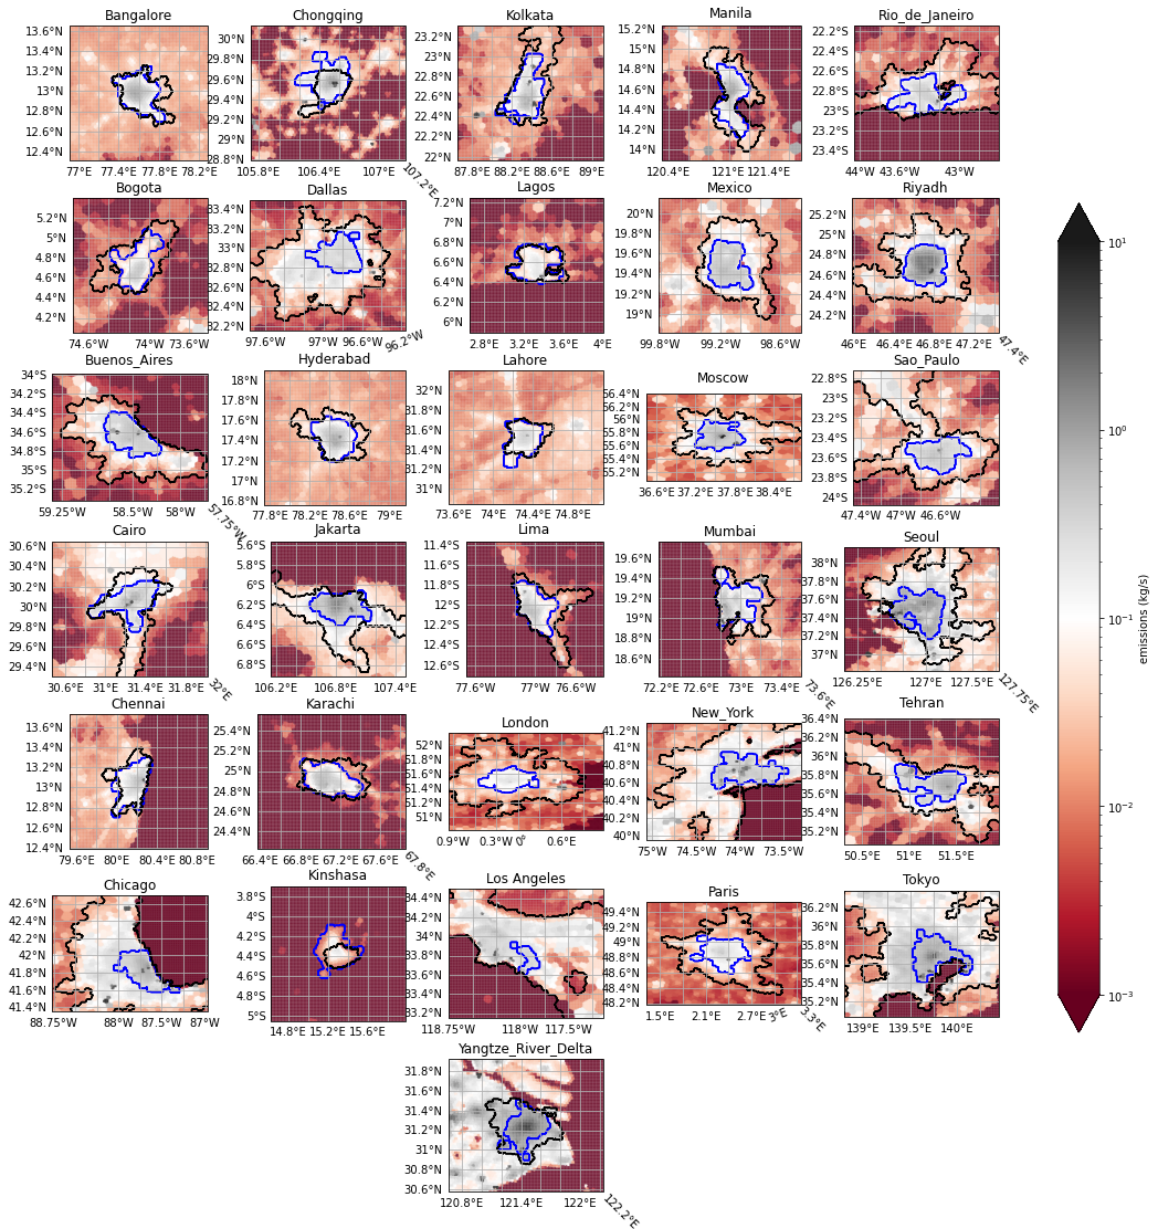 Bangalore
13.6°N
13.2°N
12.8°N
12.4°N
77°E 77.4°E 77.8°E 78.2°E
Chongqing
30°N
29.8°N
29.6°N
29.4°N
29.2°N
29°N
28.8°N
105.8°E 106.4°E 107°E 107.2°E
Kolkata
23.2°N
22.8°N
22.4°N
22°N
87.8°E 88.2°E 88.6°E 89°E
Manila
15.2°N
15°N
14.8°N
14.6°N
14.4°N
14.2°N
14°N
120.4°E 121°E 121.4°E
Rio_de_Janeiro
22.2°S
22.4°S
22.6°S
22.8°S
23°S
23.2°S
23.4°S
44°W 43.6°W 43°W
Bogota
5.2°N
5°N
4.8°N
4.6°N
4.4°N
4.2°N
74.6°W 74°W 73.6°W
Dallas
33.4°N
33.2°N
33°N
32.8°N
32.6°N
32.4°N
32.2°N
97.6°W 97°W 96.6°W 96.2°W
Lagos
7.2°N
6.8°N
6.4°N
6°N
2.8°E 3.2°E 3.6°E 4°E
Mexico
20°N
19.6°N
19.2°N
19°N
99.8°W 99.2°W 98.6°W
Riyadh
25.2°N
24.8°N
24.4°N
24°N
46°E 46.4°E 46.8°E 47.2°E 47.4°E
Buenos_Aires
34°S
34.2°S
34.4°S
34.6°S
34.8°S
35°S
35.2°S
59.25°W 58.5°W 58°W 57.75°W
Hyderabad
18°N
17.6°N
17.4°N
17.2°N
16.8°N
77.8°E 78.2°E 78.6°E 79°E
Lahore
32°N
31.8°N
31.6°N
31.4°N
31.2°N
31°N
73.6°E 74.2°E 74.8°E
Moscow
56.4°N
56.2°N
56°N
55.8°N
55.6°N
55.4°N
55.2°N
36.6°E 37.2°E 37.8°E 38.4°E
Sao_Paulo
22.8°S
23°S
23.2°S
23.4°S
23.6°S
23.8°S
24°S
47.4°W 47°W 46.6°W
Cairo
30.6°N
30.4°N
30.2°N
30°N
29.8°N
29.6°N
29.4°N
30.6°E 31°E 31.4°E 31.8°E 32°E
Jakarta
5.6°S
5.8°S
6°S
6.2°S
6.4°S
6.6°S
6.8°S
106.2°E 106.8°E 107.4°E
Lima
11.4°S
11.6°S
11.8°S
12°S
12.2°S
12.4°S
12.6°S
77.6°W 77°W 76.6°W
Mumbai
19.6°N
19.4°N
19.2°N
19°N
18.8°N
18.6°N
72.2°E 72.6°E 73°E 73.4°E 73.6°E
Seoul
38°N
37.8°N
37.6°N
37.4°N
37.2°N
37°N
126.25°E 127°E 127.5°E 127.75°E
Chennai
13.6°N
13.4°N
13.2°N
13°N
12.8°N
12.6°N
12.4°N
79.6°E 80°E 80.4°E 80.8°E
Karachi
25.4°N
25.2°N
25°N
24.8°N
24.6°N
24.4°N
66.4°E 66.8°E 67.2°E 67.6°E 67.8°E
London
52°N
51.8°N
51.6°N
51.4°N
51.2°N
51°N
0.9°W 0.3°W 0° 0.6°E
New_York
41.2°N
41°N
40.8°N
40.6°N
40.4°N
40.2°N
40°N
75°W 74.5°W 74°W 73.5°W
Tehran
36.4°N
36.2°N
36°N
35.8°N
35.6°N
35.4°N
35.2°N
50.5°E 51°E 51.5°E
Chicago
42.6°N
42.4°N
42.2°N
42°N
41.8°N
41.6°N
41.4°N
88.75°W 88°W 87.5°W 87°W
Kinshasa
3.8°S
4°S
4.2°S
4.4°S
4.6°S
4.8°S
5°S
14.8°E 15.2°E 15.6°E
Los Angeles
34.4°N
34.2°N
34°N
33.8°N
33.6°N
33.4°N
33.2°N
118.75°W 118°W 117.5°W
Paris
49.4°N
49.2°N
49°N
48.8°N
48.6°N
48.4°N
48.2°N
1.5°E 2.1°E 2.7°E 3.3°E
Tokyo
36.2°N
36°N
35.8°N
35.6°N
35.4°N
35.2°N
139°E 139.5°E 140°E
Yangtze_River_Delta
31.8°N
31.6°N
31.4°N
31.2°N
31°N
30.8°N
30.6°N
120.8°E 121.4°E 122°E 122.2°E
10¹
10⁰
10⁻¹
10⁻²
10⁻³
emissions (kg/s)